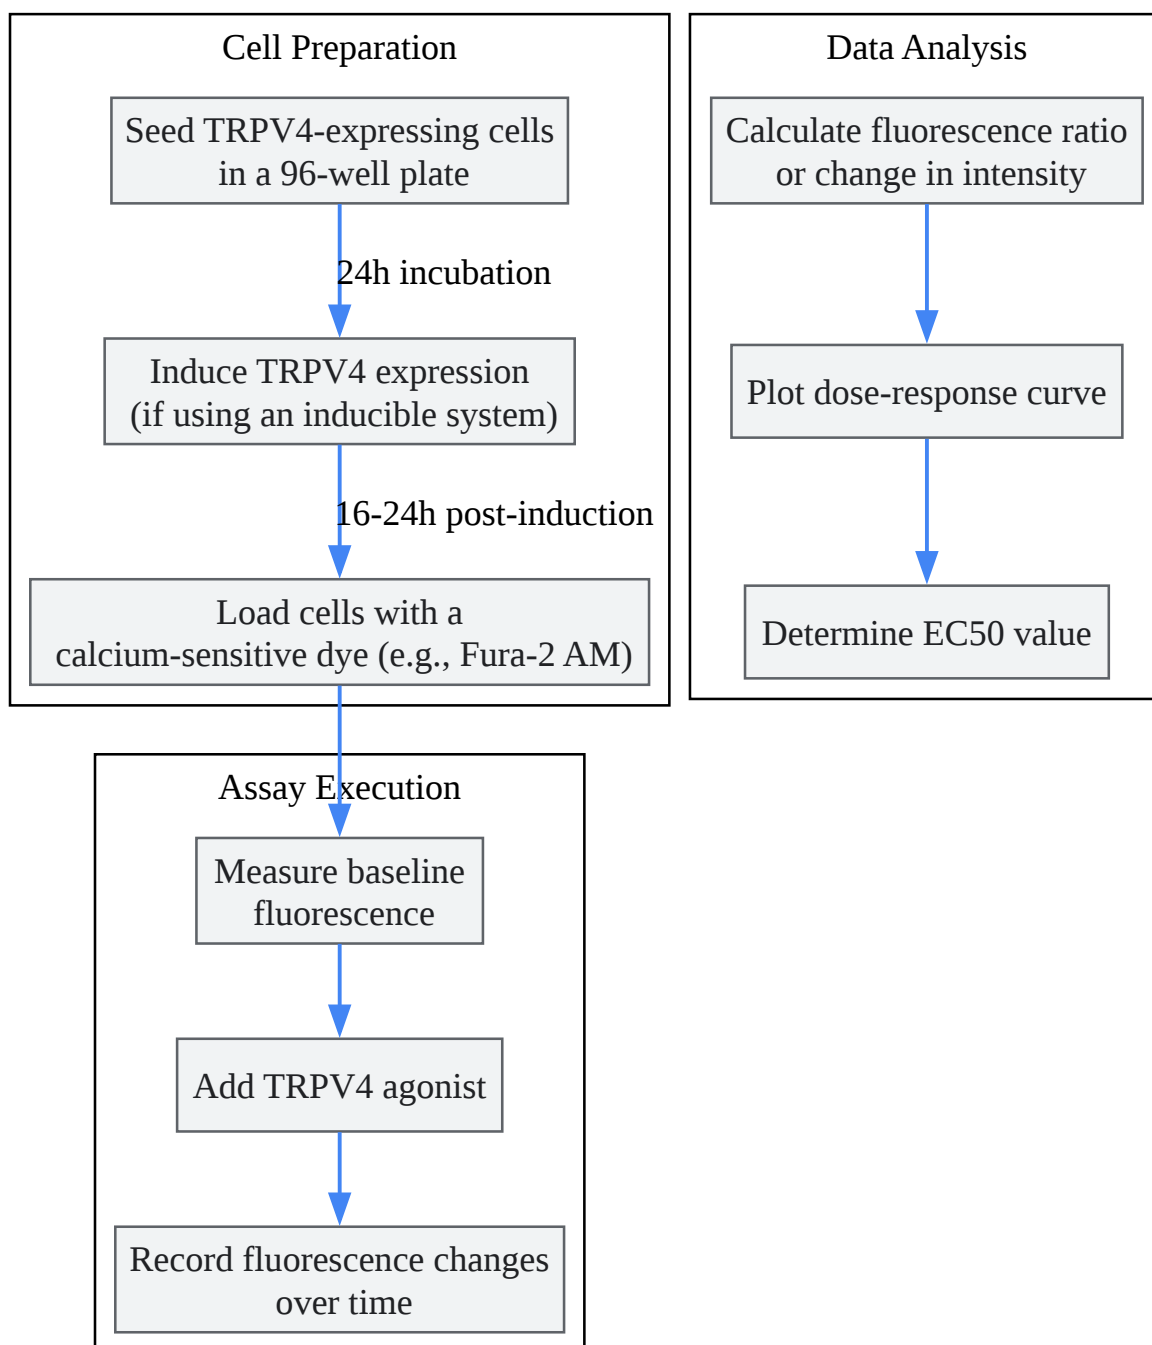 Cell Preparation
Seed TRPV4-expressing cells
in a 96-well plate
24h incubation
Induce TRPV4 expression
(if using an inducible system)
16-24h post-induction
Load cells with a
calcium-sensitive dye (e.g., Fura-2 AM)
Assay Execution
Measure baseline
fluorescence
Add TRPV4 agonist
Record fluorescence changes
over time
Data Analysis
Calculate fluorescence ratio
or change in intensity
Plot dose-response curve
Determine EC50 value